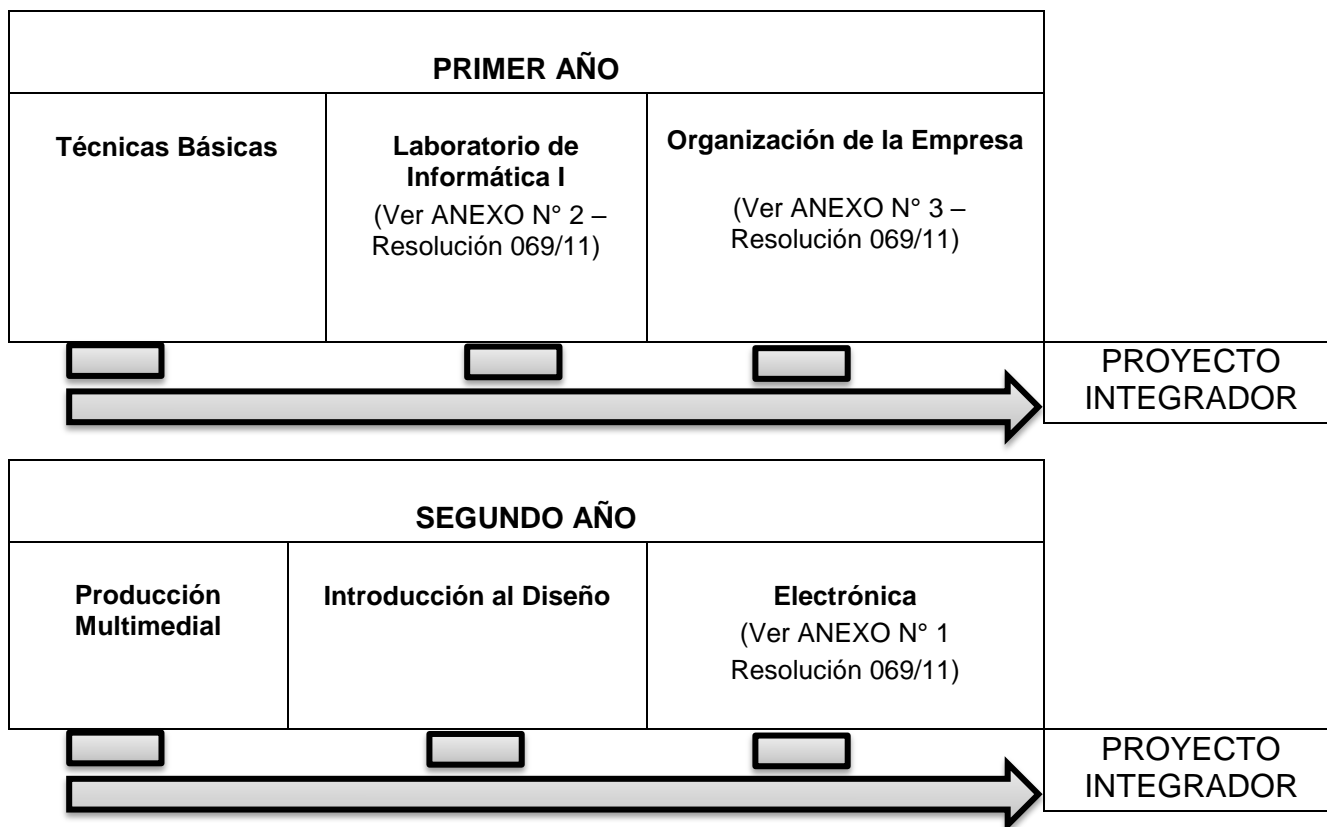 PRIMER AÑO
Técnicas Básicas
Laboratorio de
Informática I
(Ver ANEXO N° 2 –
Resolución 069/11)
Organización de la Empresa
(Ver ANEXO N° 3 –
Resolución 069/11)
PROYECTO
INTEGRADOR
SEGUNDO AÑO
Producción
Multimedial
Introducción al Diseño
Electrónica
(Ver ANEXO N° 1
Resolución 069/11)
PROYECTO
INTEGRADOR